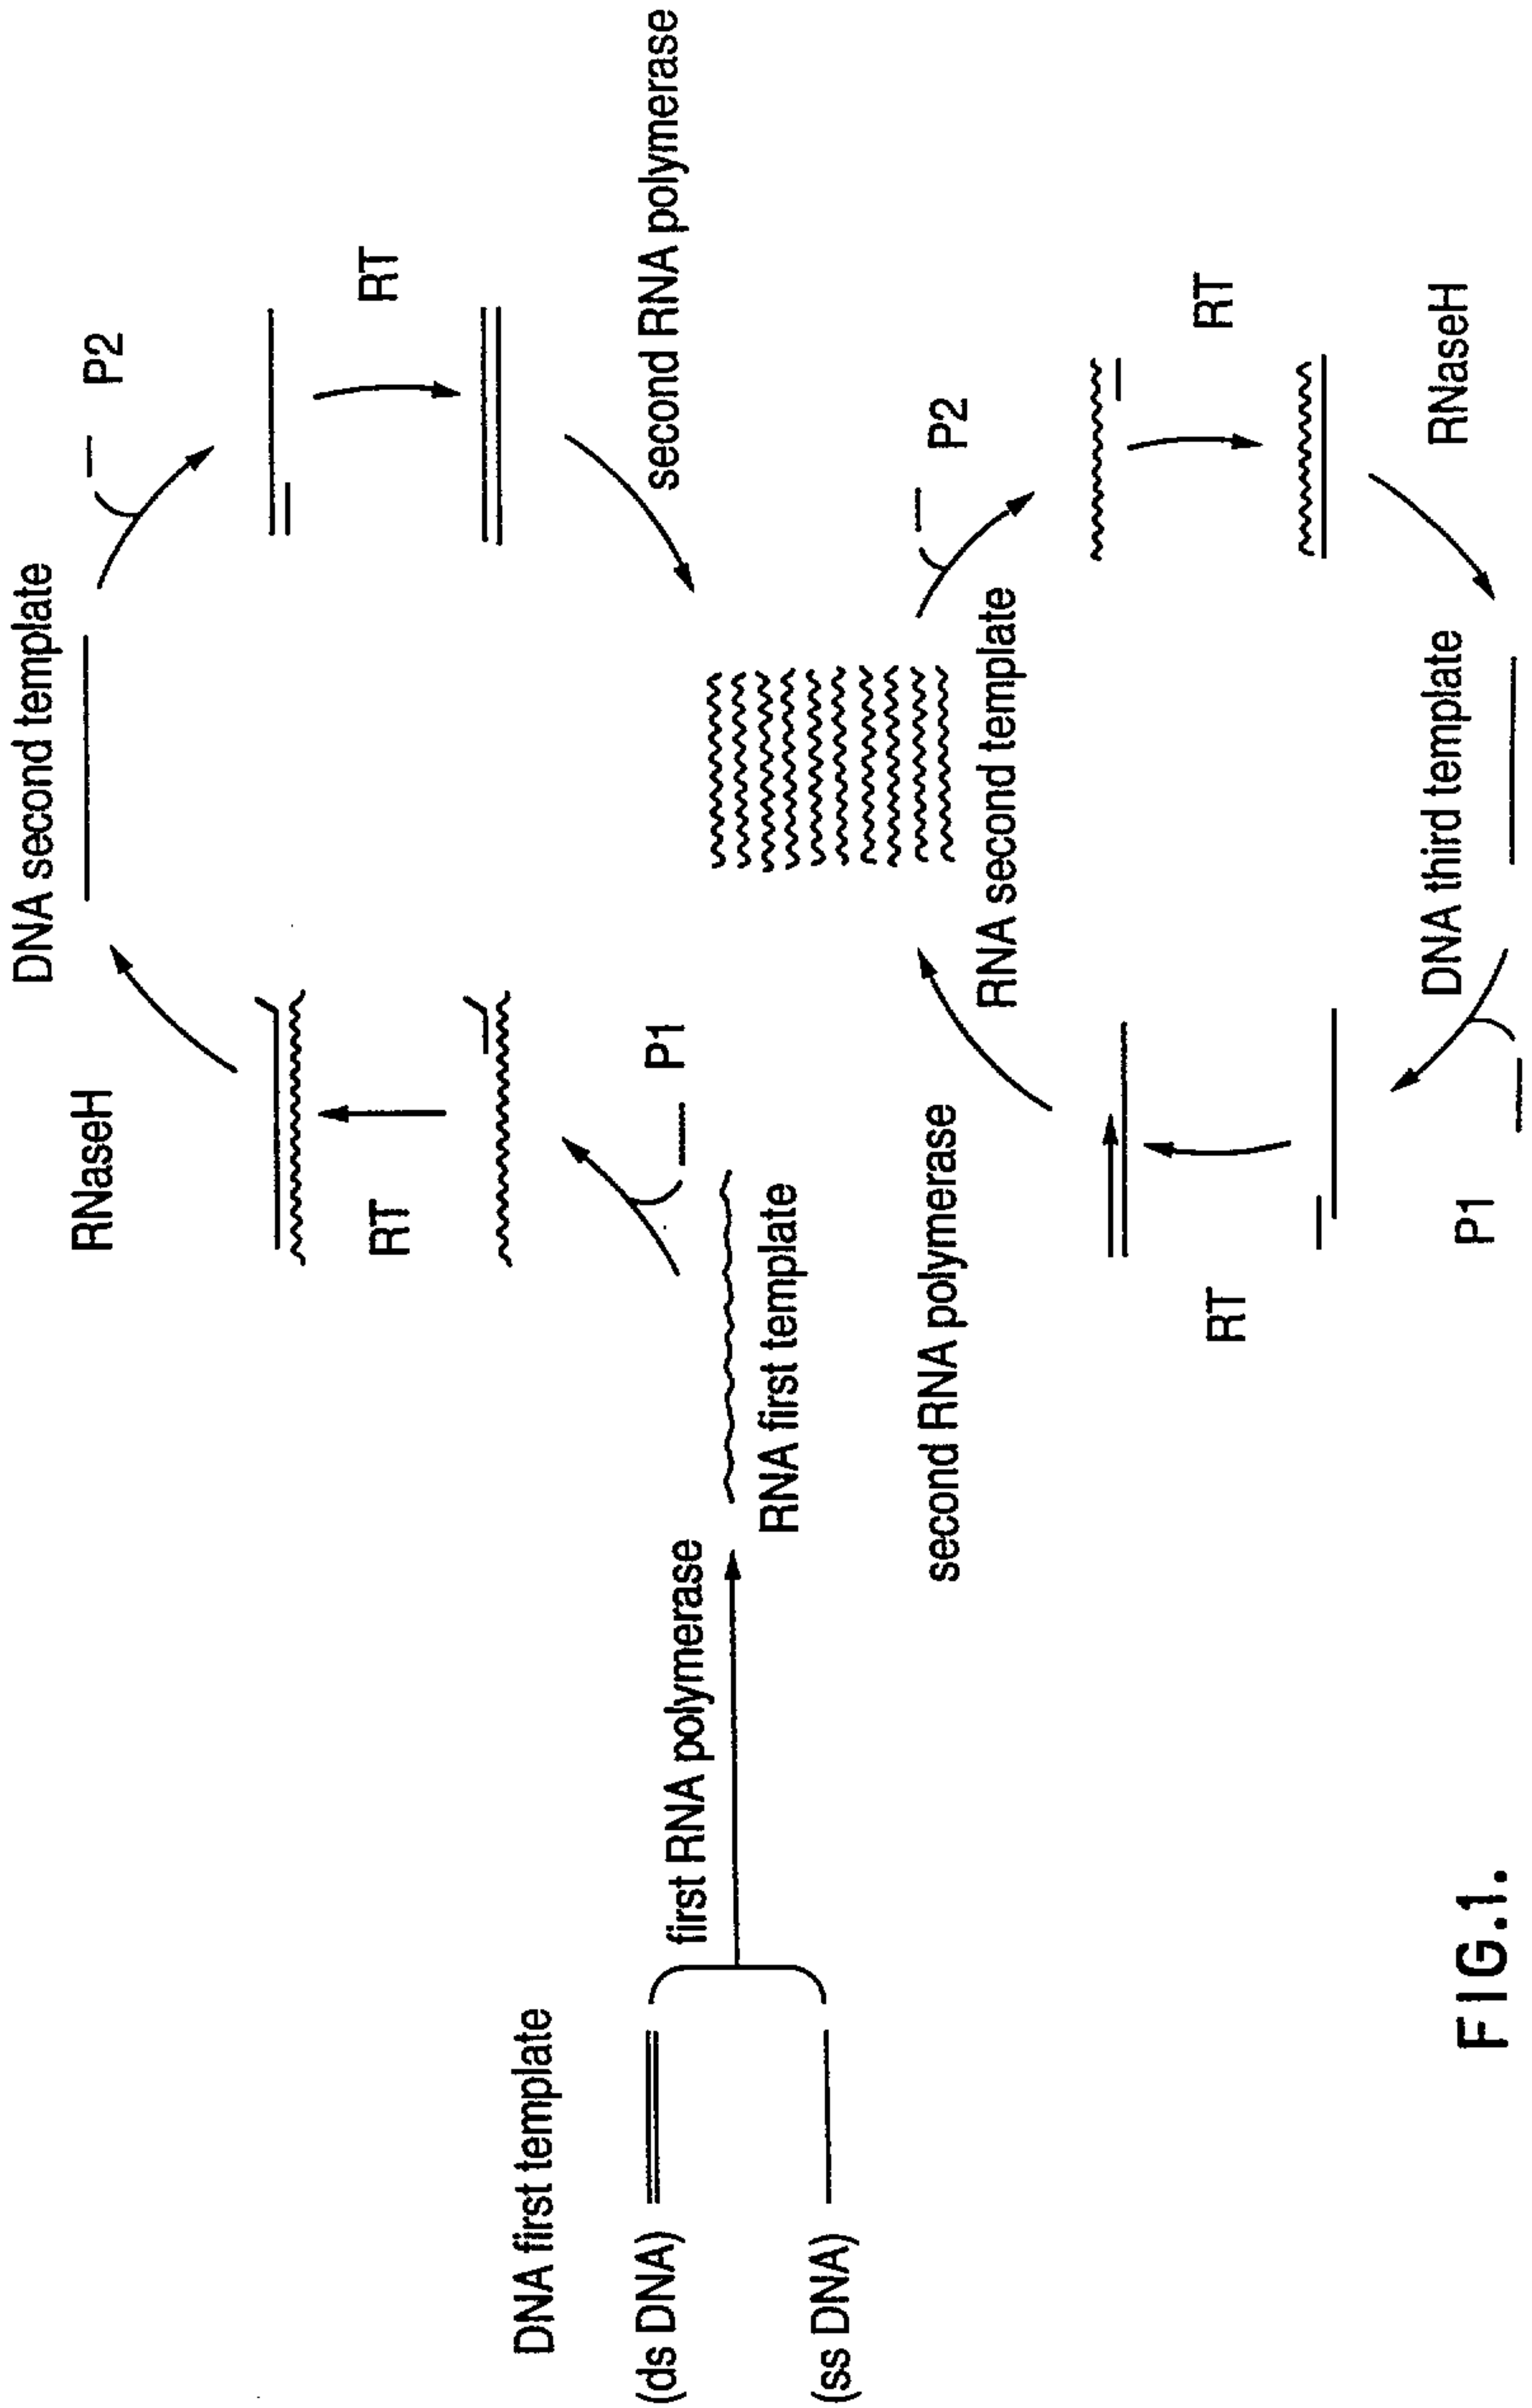 DNA first template
(ds DNA)
(ss DNA)
first RNA polymerase
RNA first template
P1
RT
RNaseH
DNA second template
P2
RT
second RNA polymerase
RNA second template
P2
RT
RNaseH
DNA third template
P1
RT
second RNA polymerase
FIG.1.